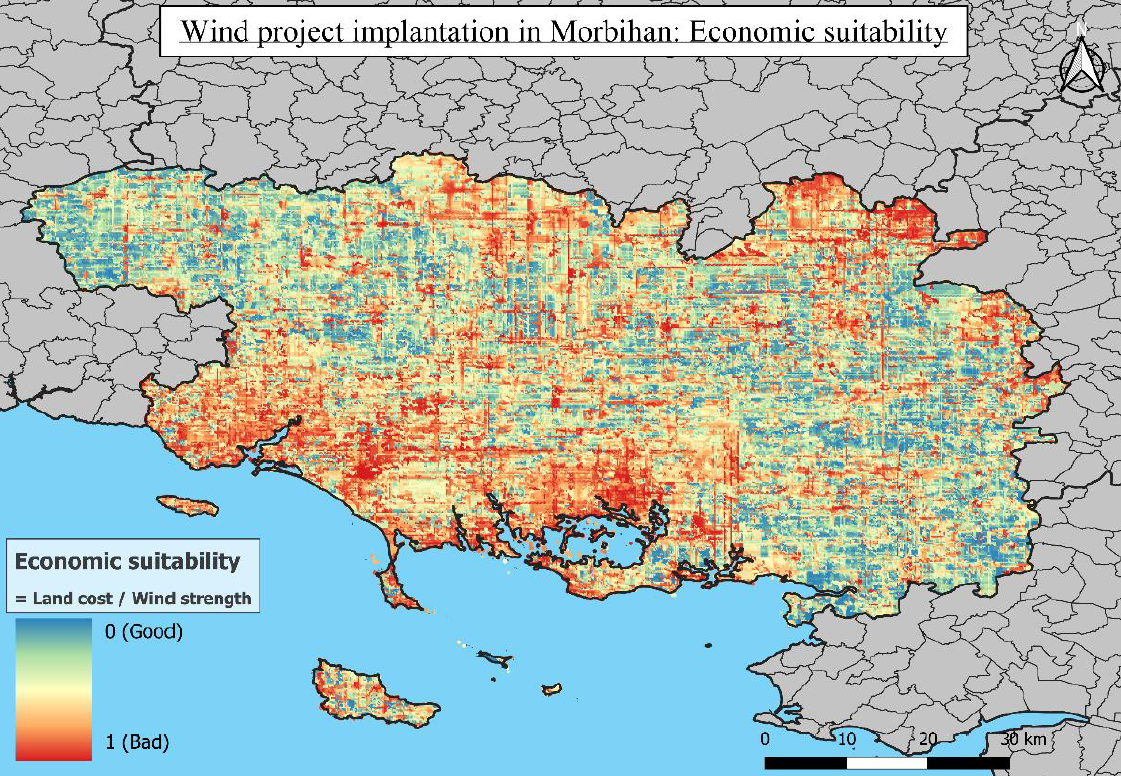 Wind project implantation in Morbihan: Economic suitability
N
Economic suitability
= Land cost / Wind strength
0 (Good)
1 (Bad)
0 10 20 30 km